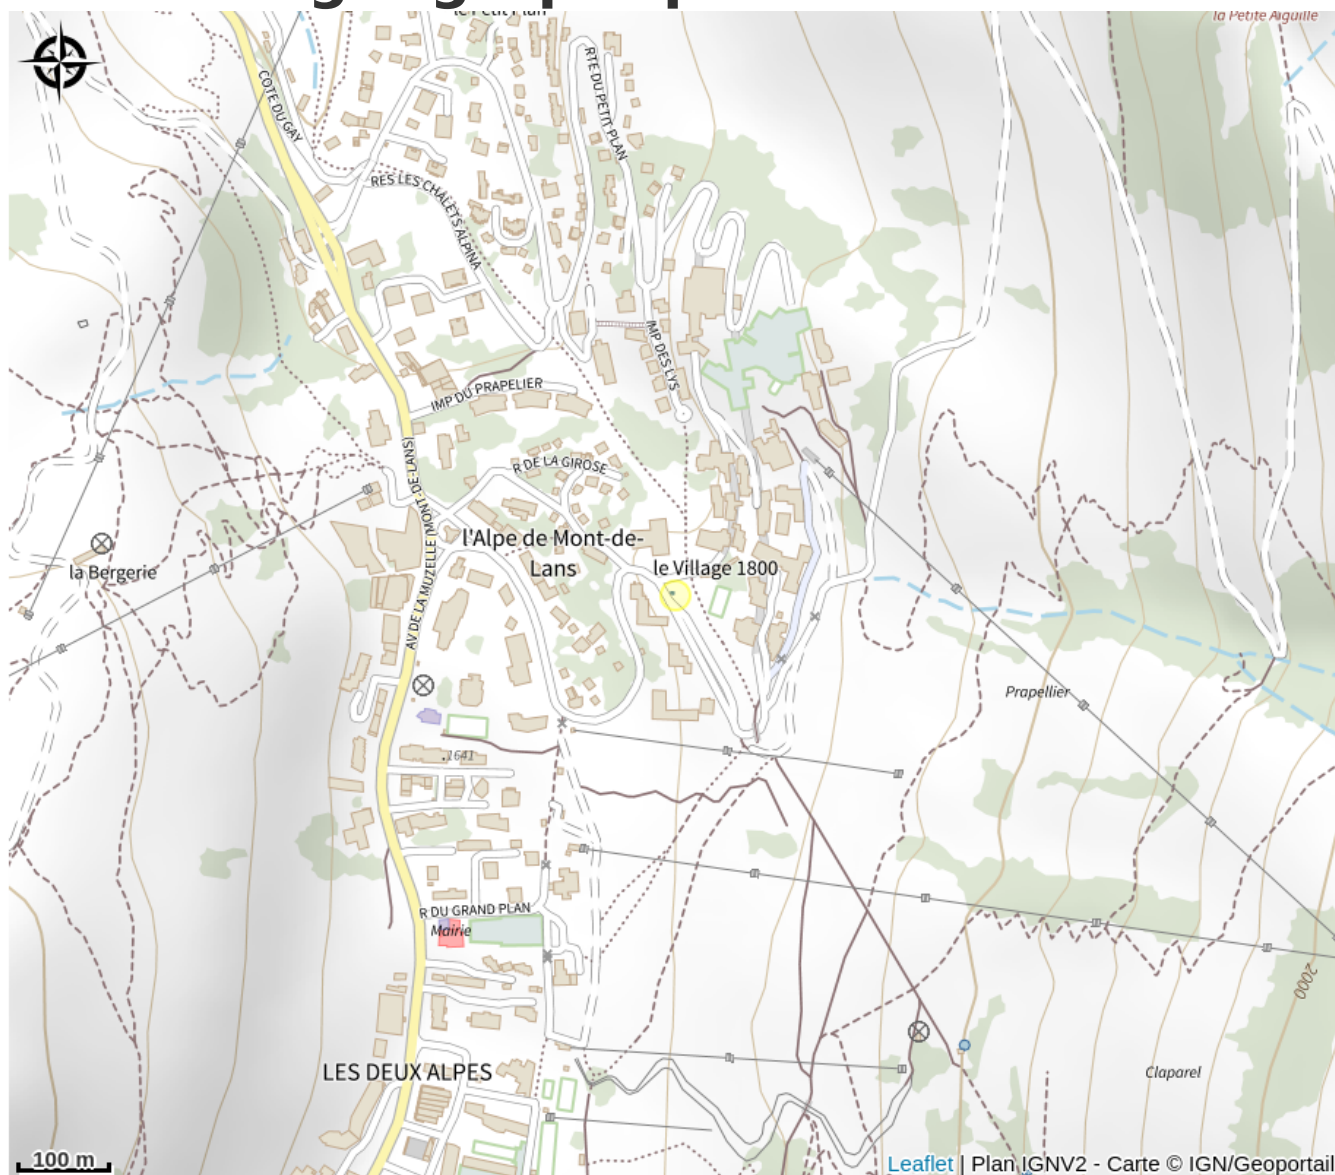 le Petit Plan
la Petite Aiguille
COTE DU GAY
RTE DU PETIT PLAN
RES LES CHALETS ALPINA
IMP DES LYS
IMP DU PRAPELIER
AV DE LA MUZELLE (MONT-DE-LANS)
R DE LA GIROSE
l'Alpe de Mont-de-
Lans
le Village 1800
la Bergerie
Prapellier
1641
R DU GRAND PLAN
Mairie
2000
LES DEUX ALPES
Claparel
100 m
Leaflet | Plan IGNV2 - Carte © IGN/Geoportail